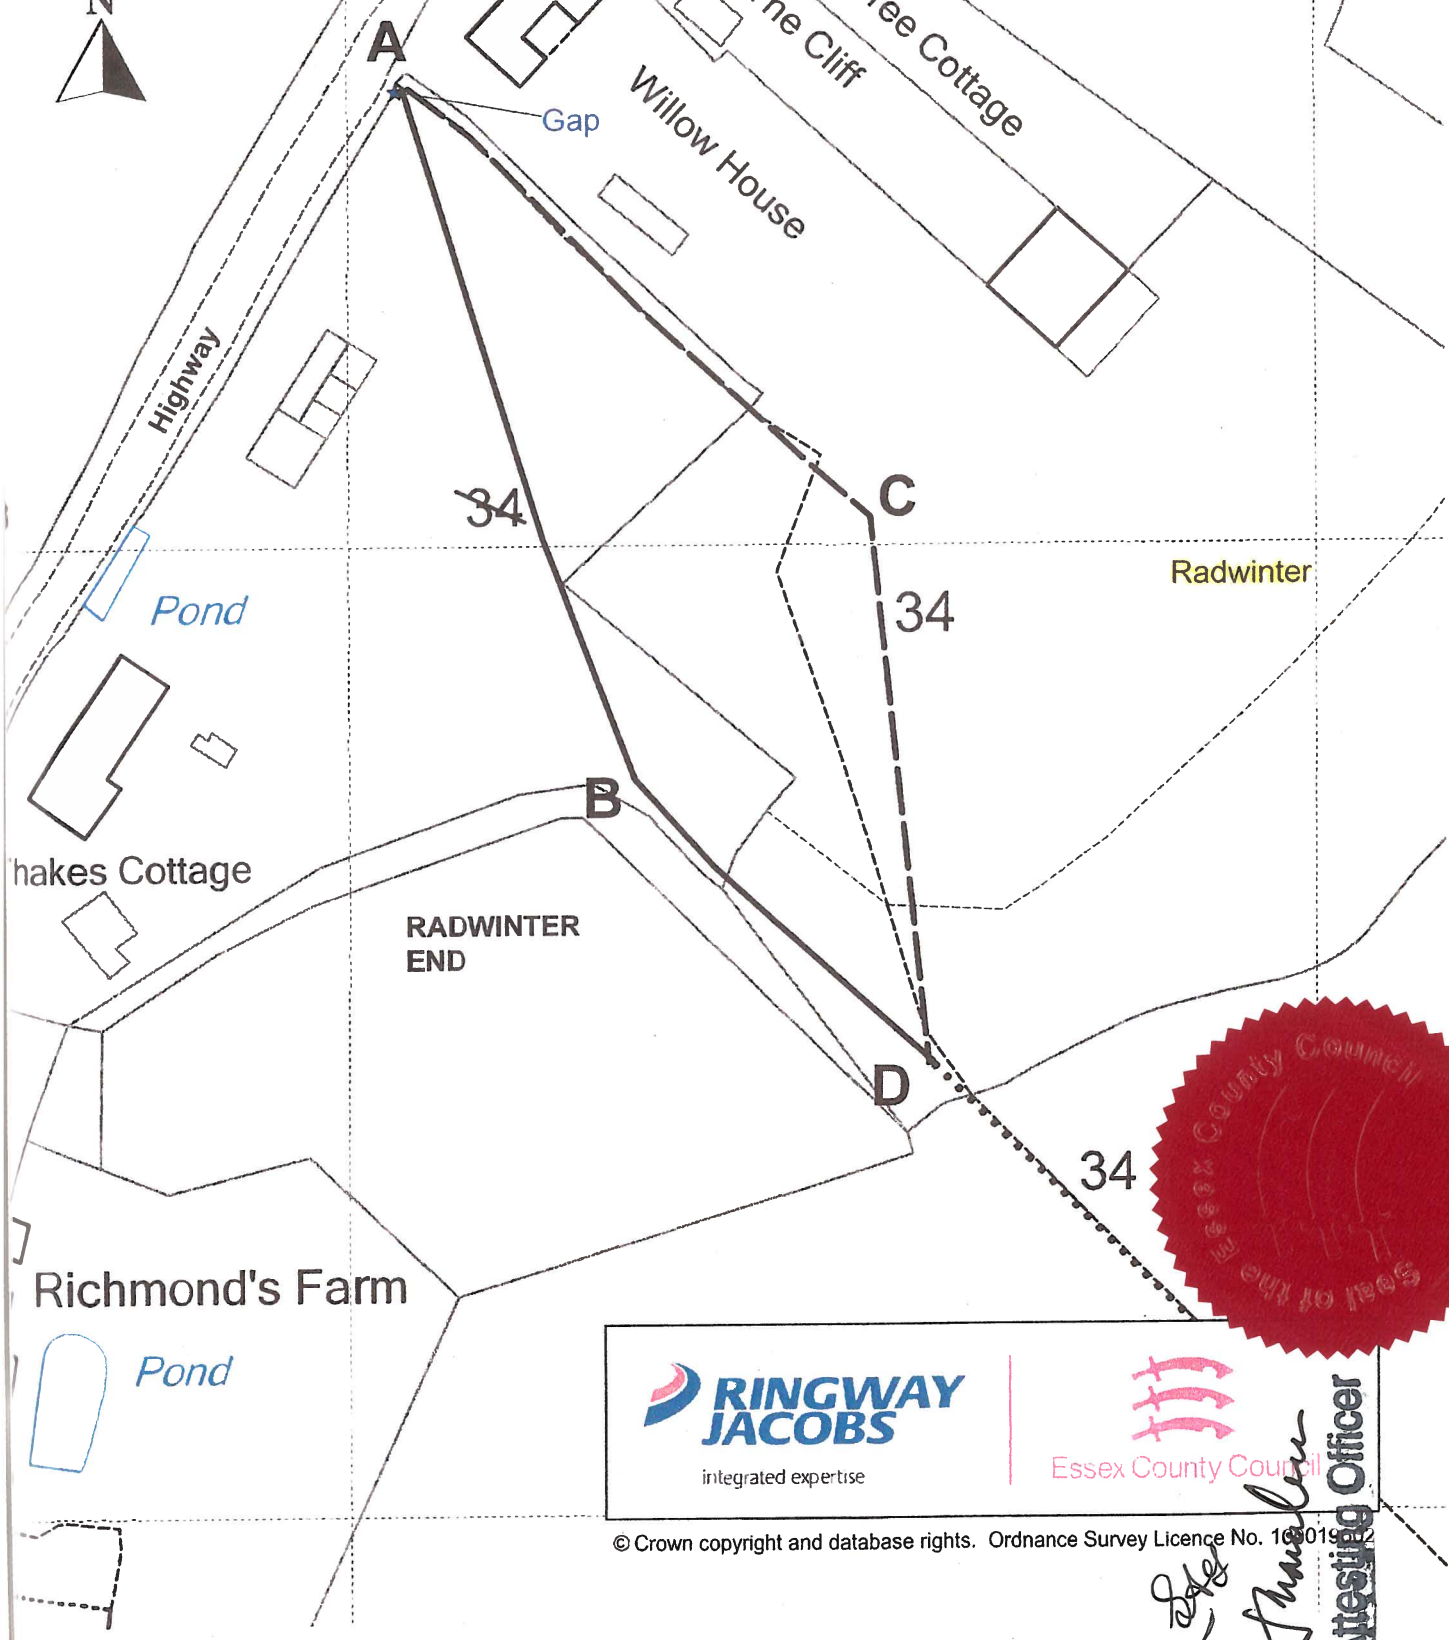 N
A
Gap
Willow House
ne Cliff
ree Cottage
Highway
34
C
34
Radwinter
Pond
B
hakes Cottage
RADWINTER
END
D
34
Essex County Council
Seal of the
Richmond's Farm
Pond
RINGWAY
JACOBS
integrated expertise
Essex County Council
© Crown copyright and database rights. Ordnance Survey Licence No.
ttesting Officer